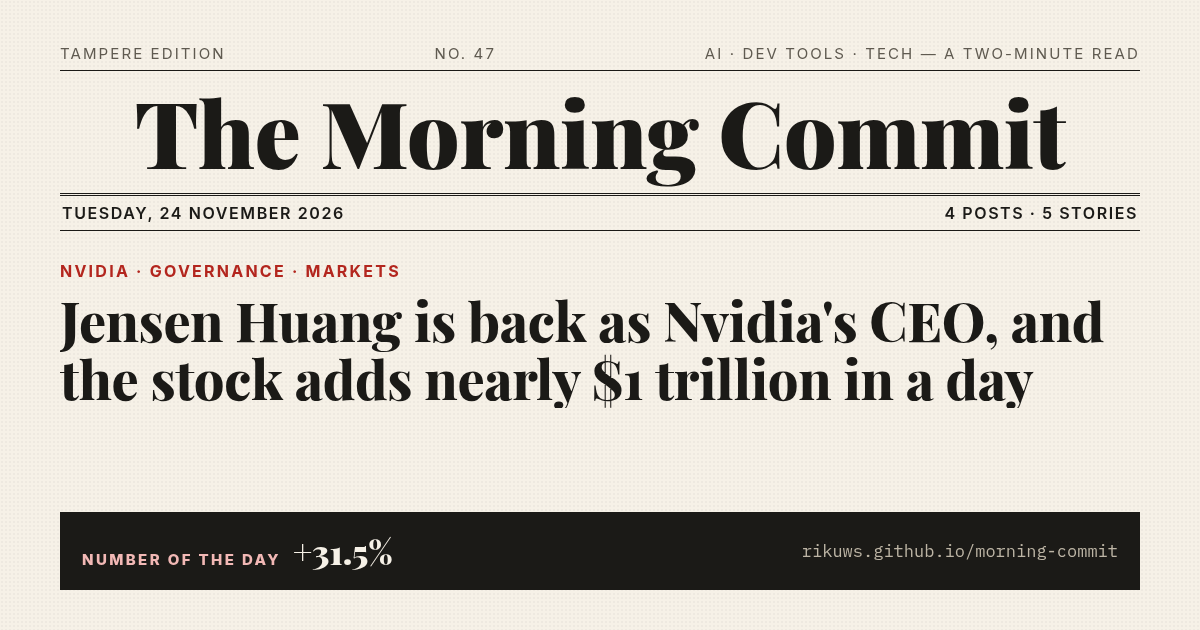 TAMPERE EDITION
NO. 47
AI · DEV TOOLS · TECH — A TWO-MINUTE READ
The Morning Commit
TUESDAY, 24 NOVEMBER 2026
4 POSTS · 5 STORIES
NVIDIA · GOVERNANCE · MARKETS
Jensen Huang is back as Nvidia's CEO, and
the stock adds nearly $1 trillion in a day
NUMBER OF THE DAY +31.5%
rikuws.github.io/morning-commit